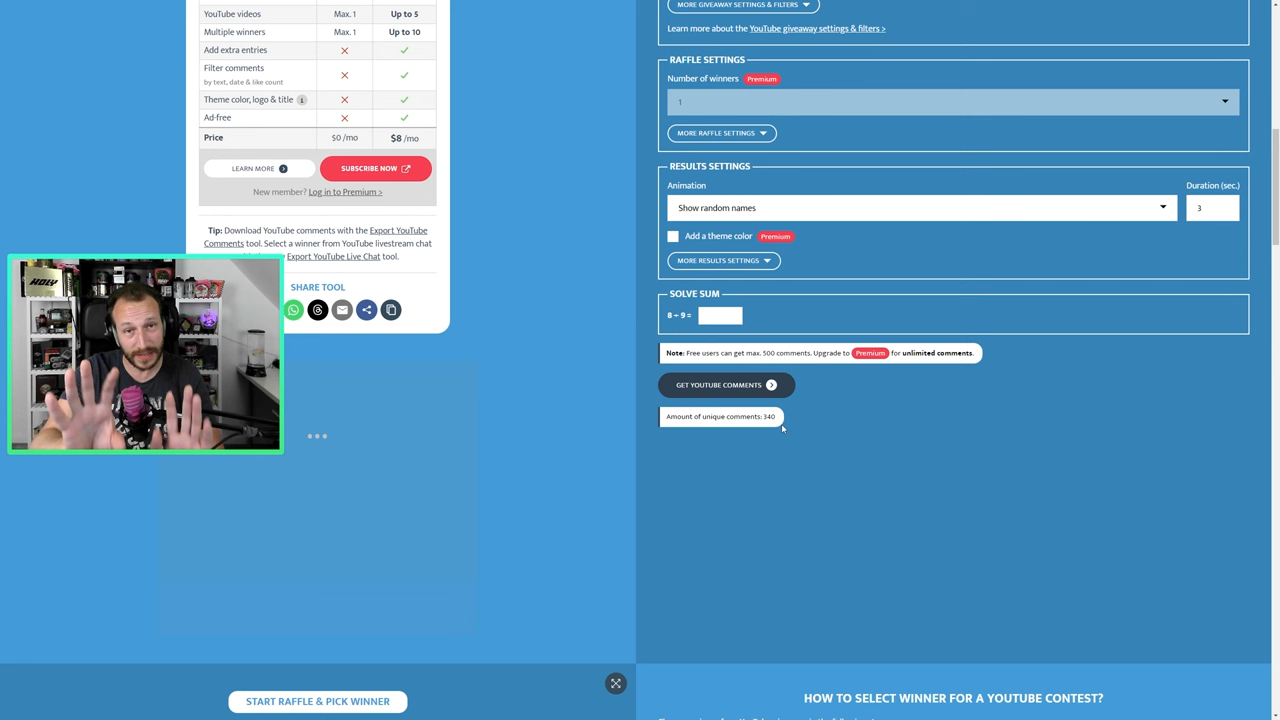 YouTube videos Max. 1 Up to 5
Multiple winners Max. 1 Up to 10
Add extra entries
Filter comments
by text, date & like count
Theme color, logo & title
Ad-free
Price $0 /mo $8 /mo
LEARN MORE SUBSCRIBE NOW
New member? Log in to Premium >
Tip: Download YouTube comments with the Export YouTube
Comments tool. Select a winner from YouTube livestream chat
Export YouTube Live Chat tool.
SHARE TOOL
HOLY
START RAFFLE & PICK WINNER
MORE GIVEAWAY SETTINGS & FILTERS
Learn more about the YouTube giveaway settings & filters >
RAFFLE SETTINGS
Number of winners Premium
1
MORE RAFFLE SETTINGS
RESULTS SETTINGS
Animation Duration (sec.)
Show random names 3
Add a theme color Premium
MORE RESULTS SETTINGS
SOLVE SUM
Note: Free users can get max. 500 comments. Upgrade to Premium for unlimited comments.
GET YOUTUBE COMMENTS
Amount of unique comments: 340
HOW TO SELECT WINNER FOR A YOUTUBE CONTEST?